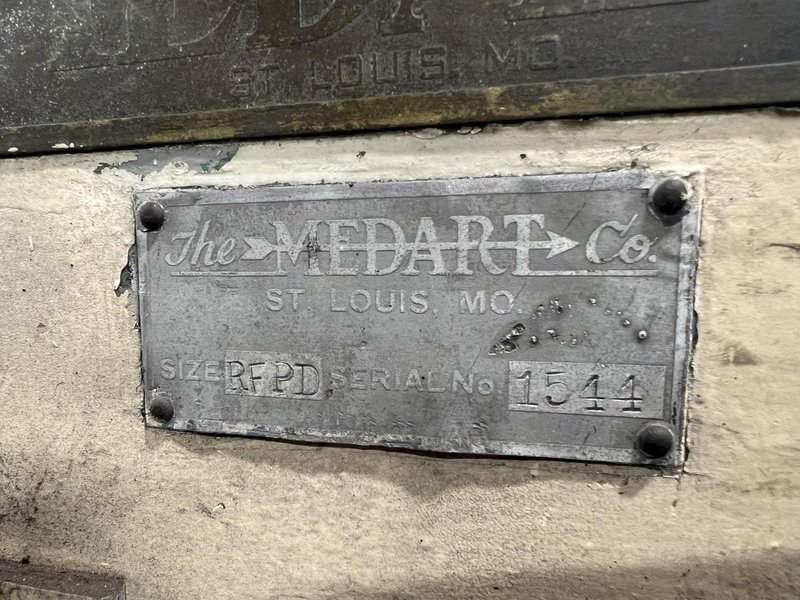 ST. LOUIS, MO.
The MEDART Co.
ST. LOUIS, MO.
SIZE RFPD SERIAL No. 1544